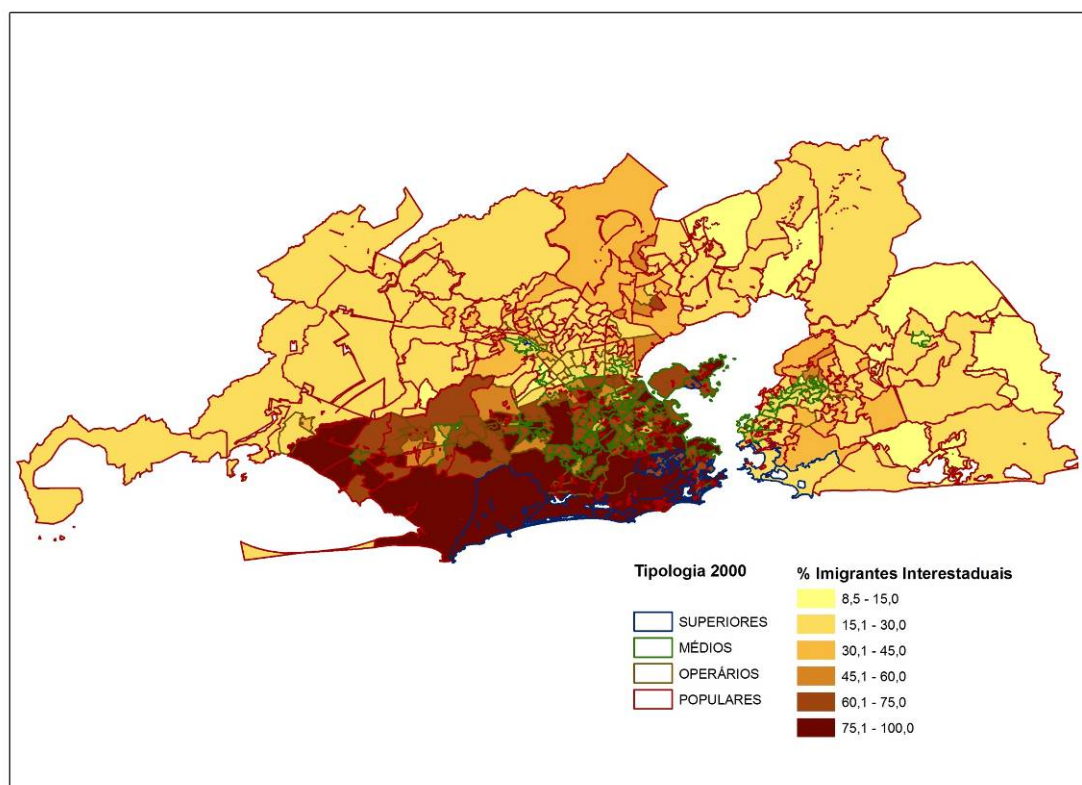 Tipologia 2000
SUPERIORES
MÉDIOS
OPERÁRIOS
POPULARES
% Imigrantes Interestaduais
8,5 - 15,0
15,1 - 30,0
30,1 - 45,0
45,1 - 60,0
60,1 - 75,0
75,1 - 100,0